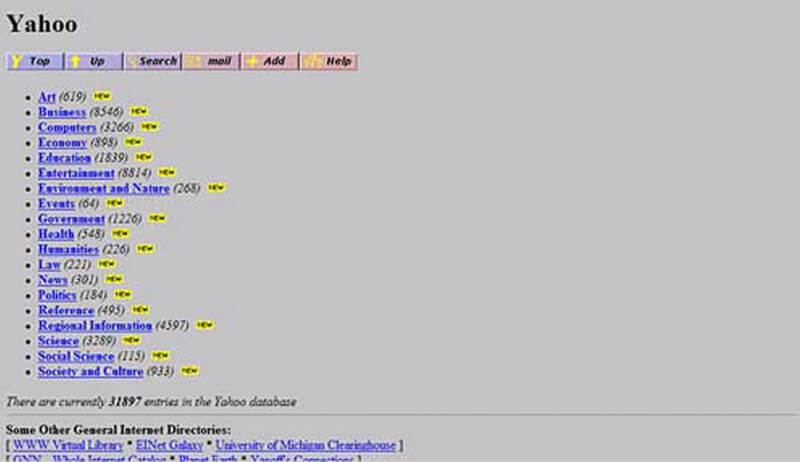 Yahoo
Top Up Search mail Add Help
Art (619) NEW
Business (8546) NEW
Computers (3266) NEW
Economy (898) NEW
Education (1839) NEW
Entertainment (8814) NEW
Environment and Nature (268) NEW
Events (64) NEW
Government (1226) NEW
Health (548) NEW
Humanities (226) NEW
Law (221) NEW
News (301) NEW
Politics (184) NEW
Reference (495) NEW
Regional Information (4597) NEW
Science (3289) NEW
Social Science (115) NEW
Society and Culture (933) NEW
There are currently 31897 entries in the Yahoo database
Some Other General Internet Directories:
[ WWW Virtual Library * EINet Galaxy * University of Michigan Clearinghouse ]
[ GNN - Whole Internet Catalog * Planet Earth * Yanoff's Connections ]